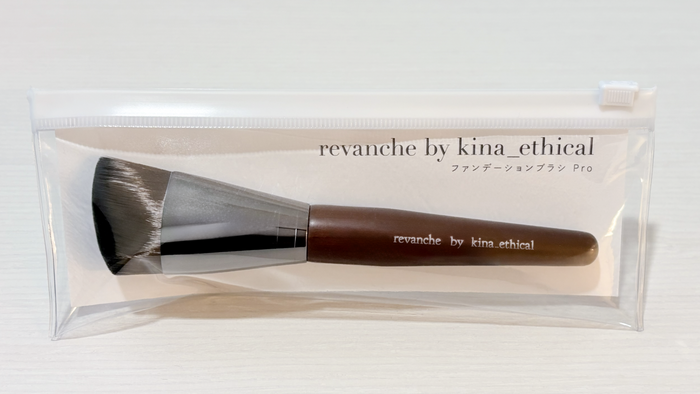 revanche by kina_ethical
ファンデーションブラシ Pro
revanche by kina_ethical